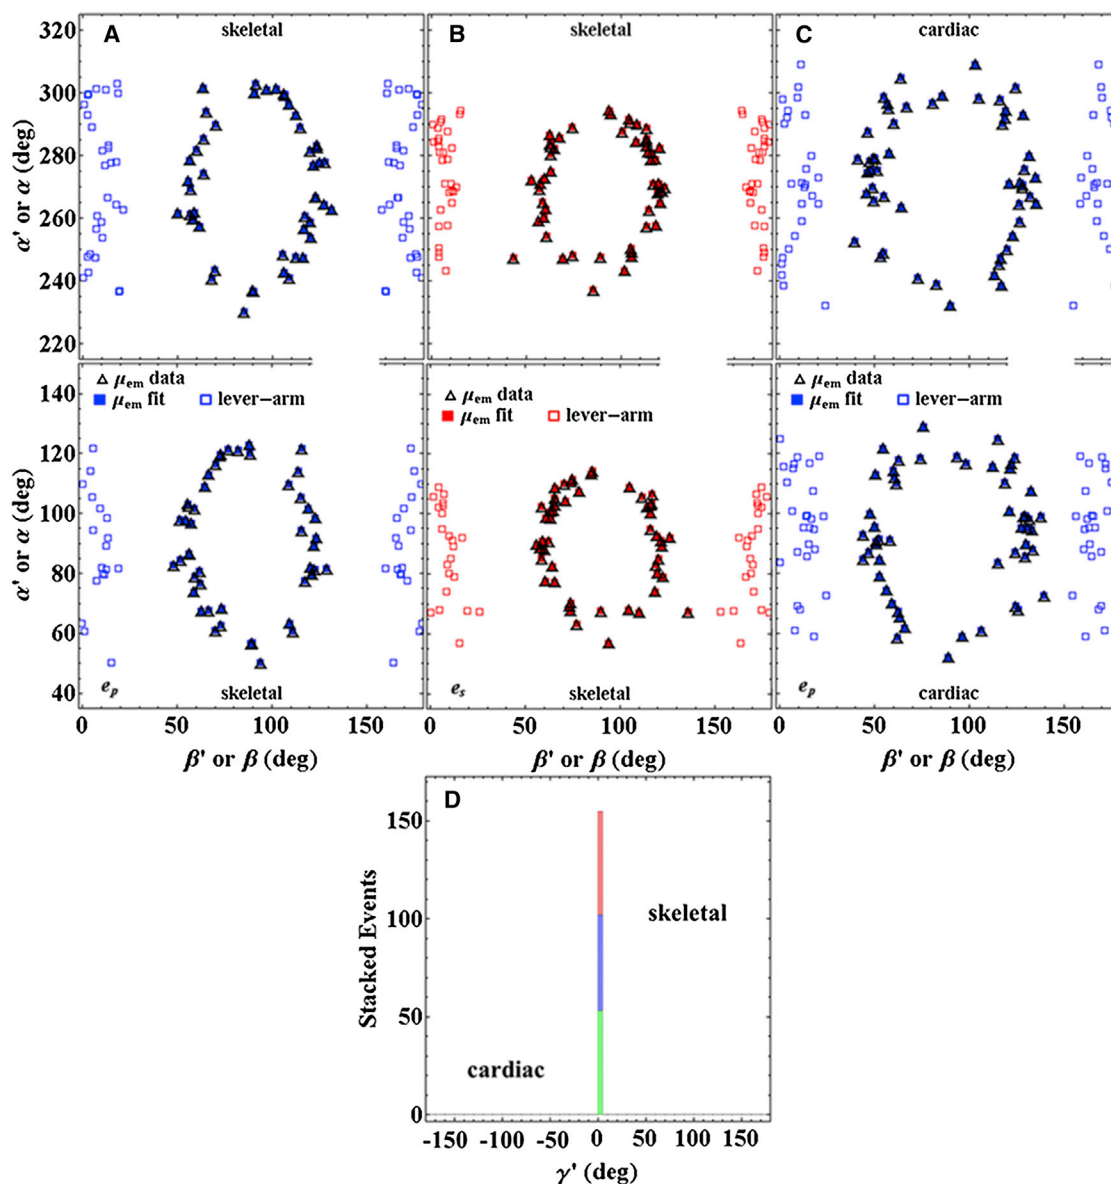 A skeletal
B skeletal
C cardiac
320
300
280
260
240
220
α' or α (deg)
μem data
μem fit
lever–arm
μem data
μem fit
lever–arm
μem data
μem fit
lever–arm
140
120
100
80
60
40
α' or α (deg)
ep skeletal
es skeletal
ep cardiac
0 50 100 150
0 50 100 150
0 50 100 150
β' or β (deg)
β' or β (deg)
β' or β (deg)
D
150
100
50
0
Stacked Events
skeletal
cardiac
-150 -100 -50 0 50 100 150
γ' (deg)